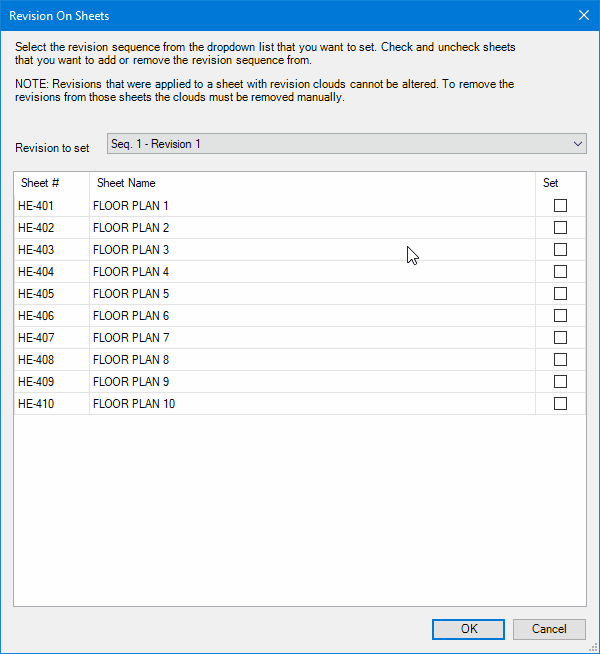 Revision On Sheets
Select the revision sequence from the dropdown list that you want to set. Check and uncheck sheets
that you want to add or remove the revision sequence from.
NOTE: Revisions that were applied to a sheet with revision clouds cannot be altered. To remove the
revisions from those sheets the clouds must be removed manually.
Revision to set Seq. 1 - Revision 1
Sheet # Sheet Name Set
HE-401 FLOOR PLAN 1
HE-402 FLOOR PLAN 2
HE-403 FLOOR PLAN 3
HE-404 FLOOR PLAN 4
HE-405 FLOOR PLAN 5
HE-406 FLOOR PLAN 6
HE-407 FLOOR PLAN 7
HE-408 FLOOR PLAN 8
HE-409 FLOOR PLAN 9
HE-410 FLOOR PLAN 10
OK Cancel